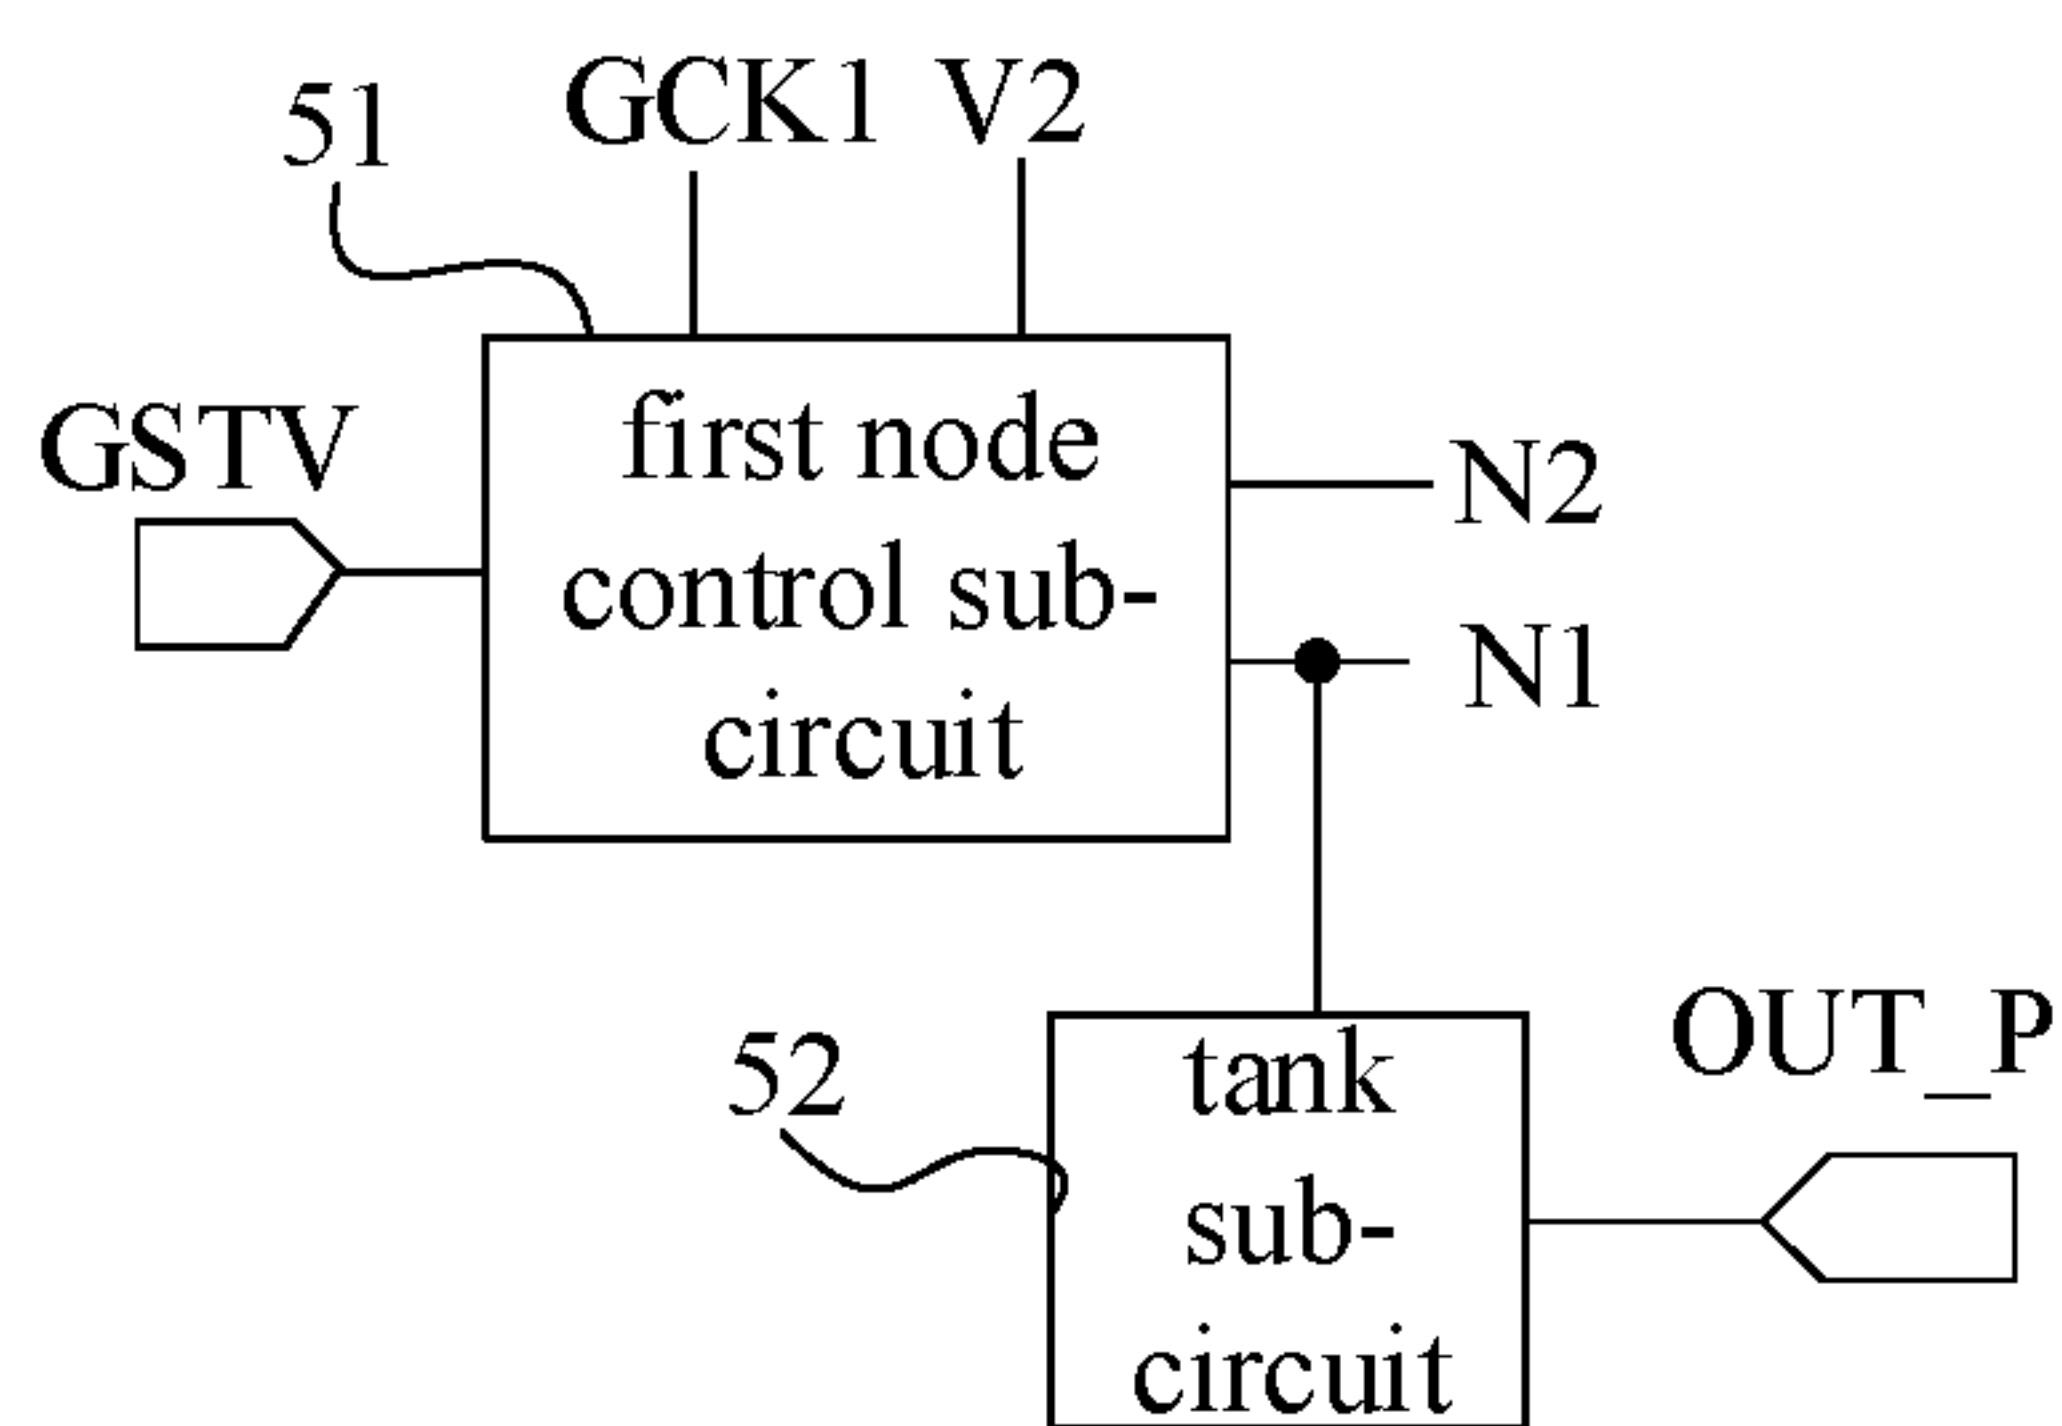 51
GCK1 V2
GSTV
first node
control sub-
circuit
N2
N1
52
tank
sub-
circuit
OUT_P